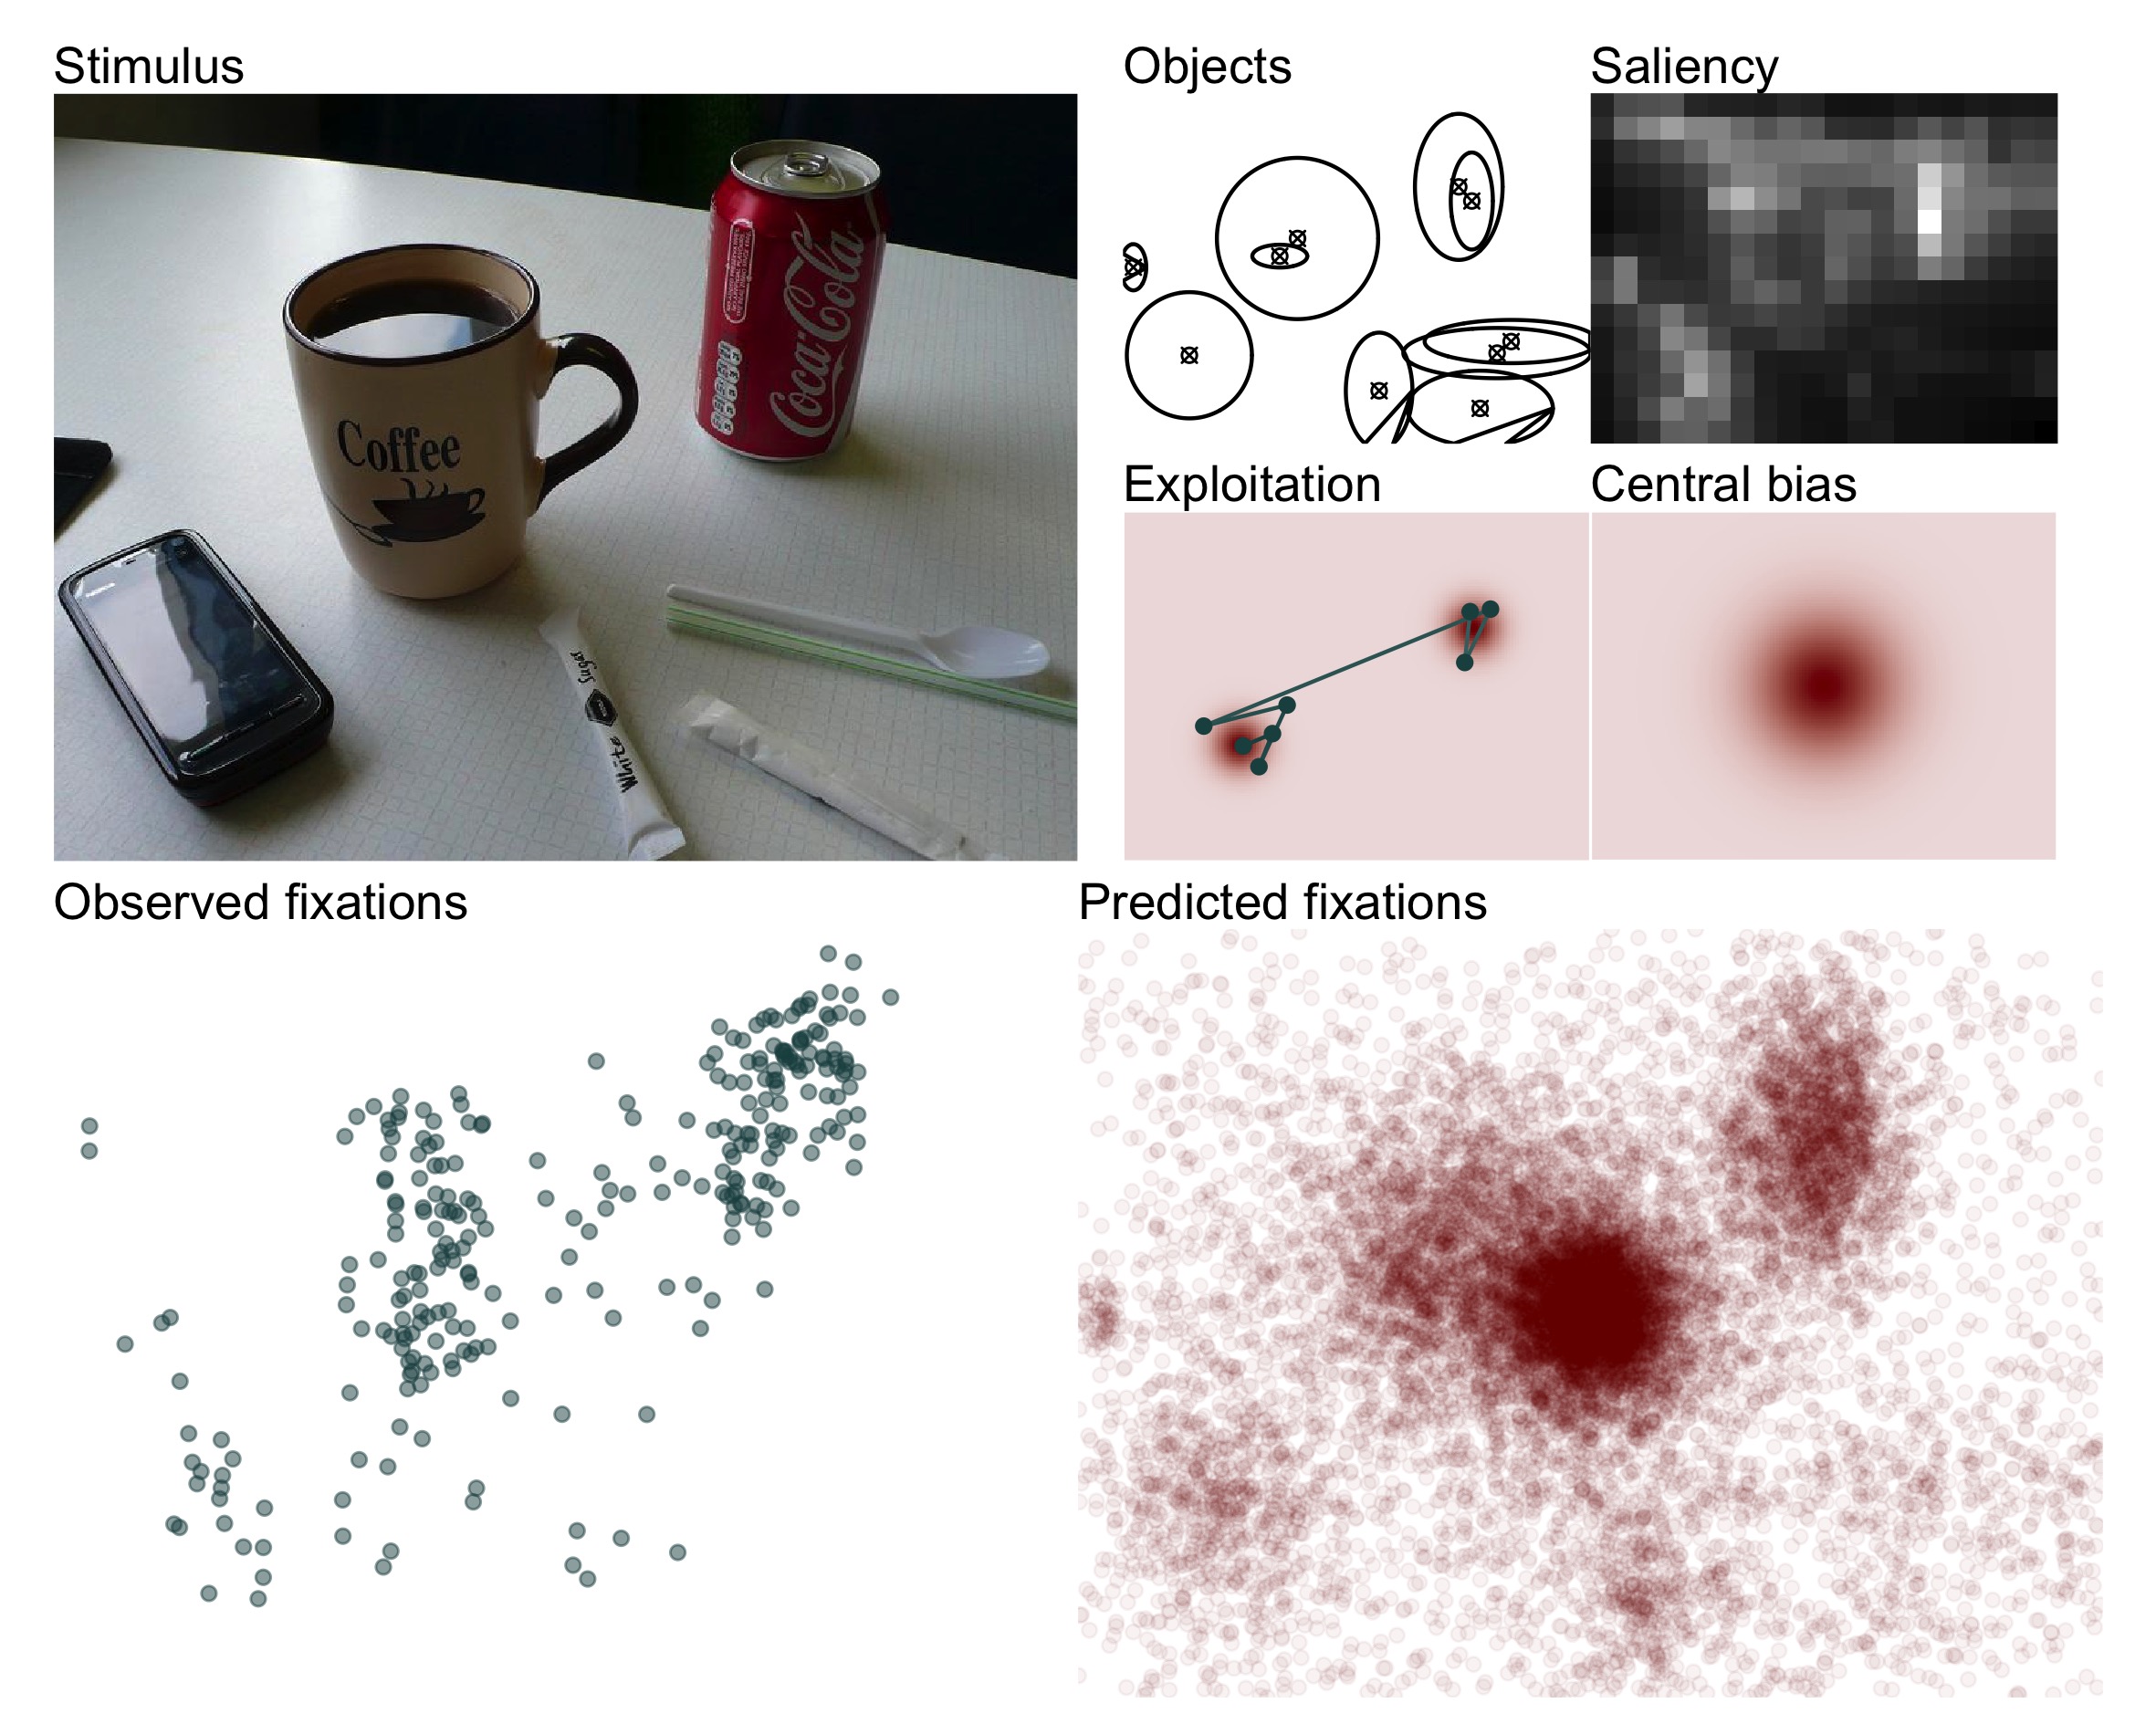 Stimulus
Objects
Saliency
Coca-Cola
Coffee
Sugar
White
Exploitation
Central bias
Observed fixations
Predicted fixations